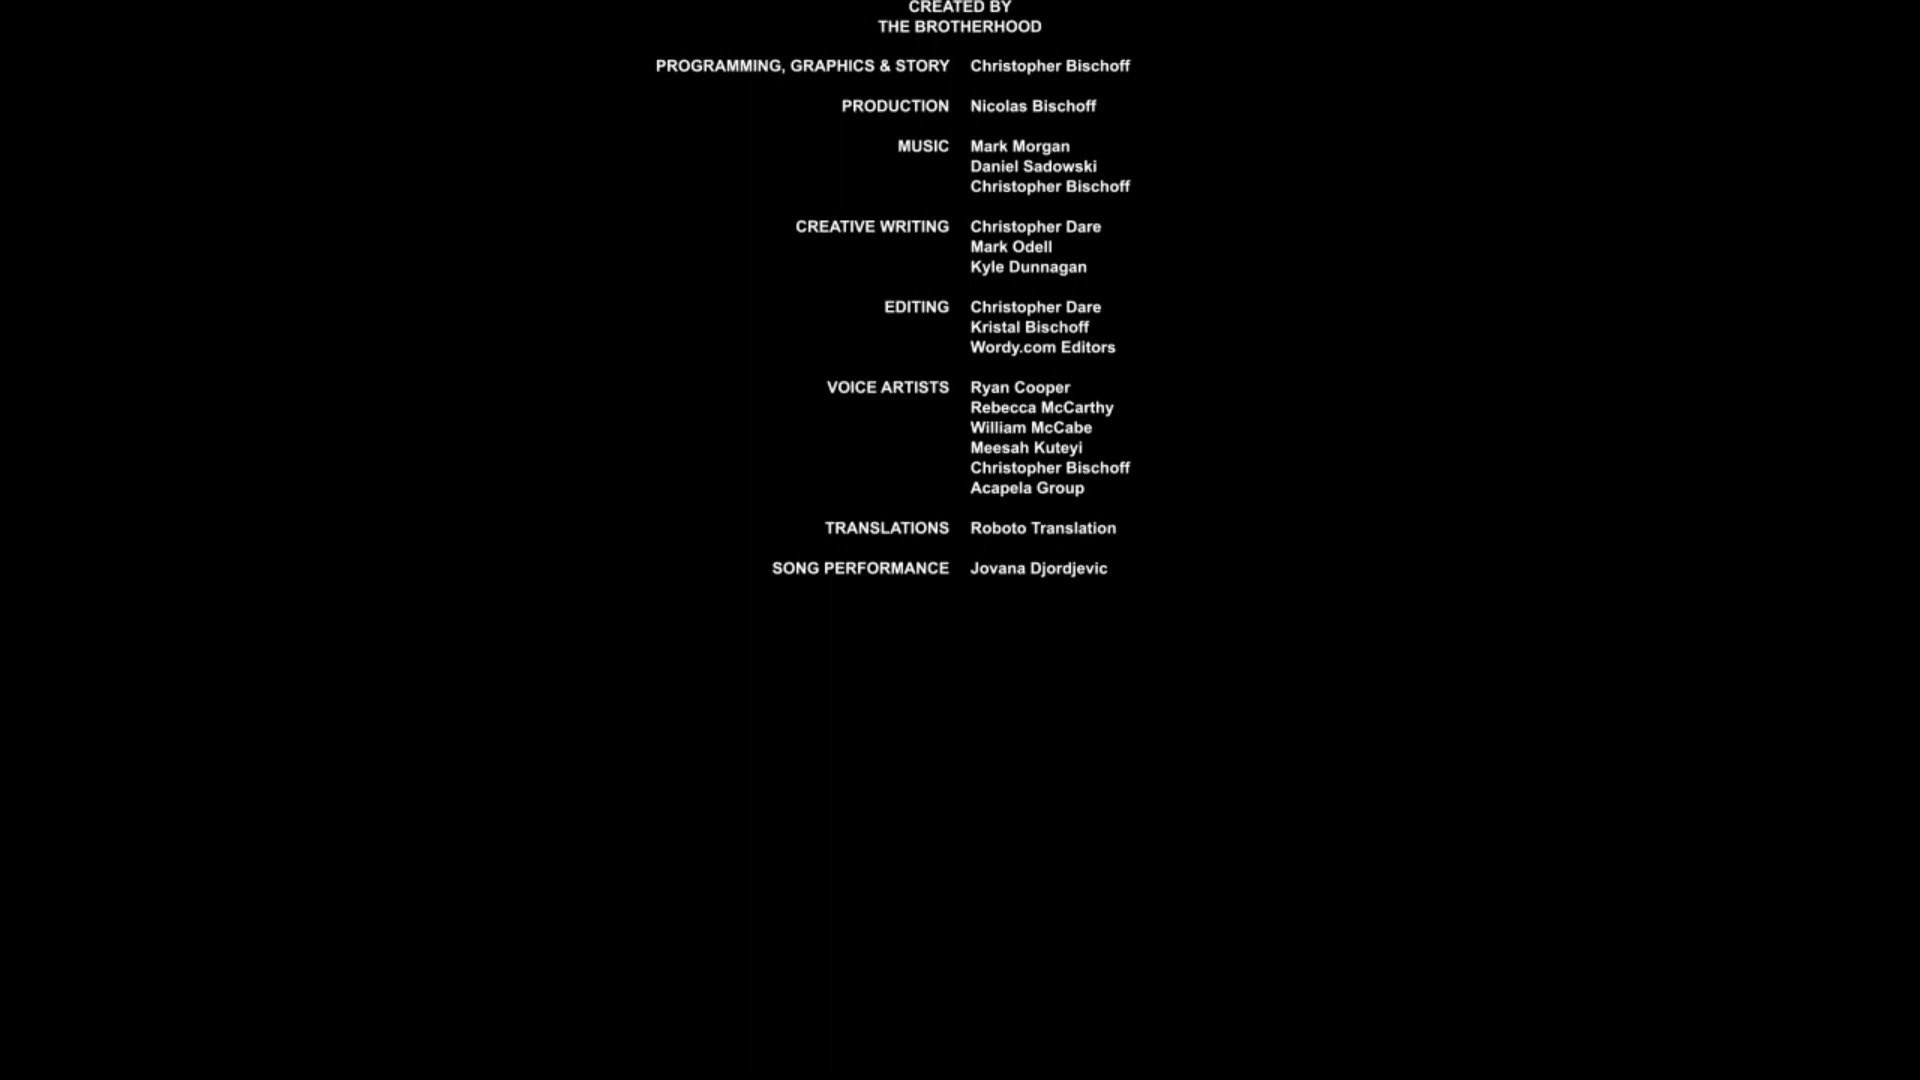 CREATED BY
THE BROTHERHOOD
PROGRAMMING, GRAPHICS & STORY Christopher Bischoff
PRODUCTION Nicolas Bischoff
MUSIC Mark Morgan
Daniel Sadowski
Christopher Bischoff
CREATIVE WRITING Christopher Dare
Mark Odell
Kyle Dunnagan
EDITING Christopher Dare
Kristal Bischoff
Wordy.com Editors
VOICE ARTISTS Ryan Cooper
Rebecca McCarthy
William McCabe
Meesah Kuteyi
Christopher Bischoff
Acapela Group
TRANSLATIONS Roboto Translation
SONG PERFORMANCE Jovana Djordjevic